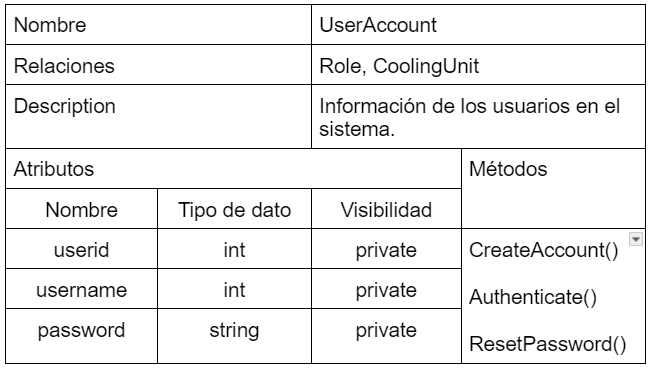 Nombre UserAccount
Relaciones Role, CoolingUnit
Description Información de los usuarios en el
sistema.
Atributos Métodos
Nombre Tipo de dato Visibilidad
userid int private CreateAccount()
username int private Authenticate()
password string private ResetPassword()